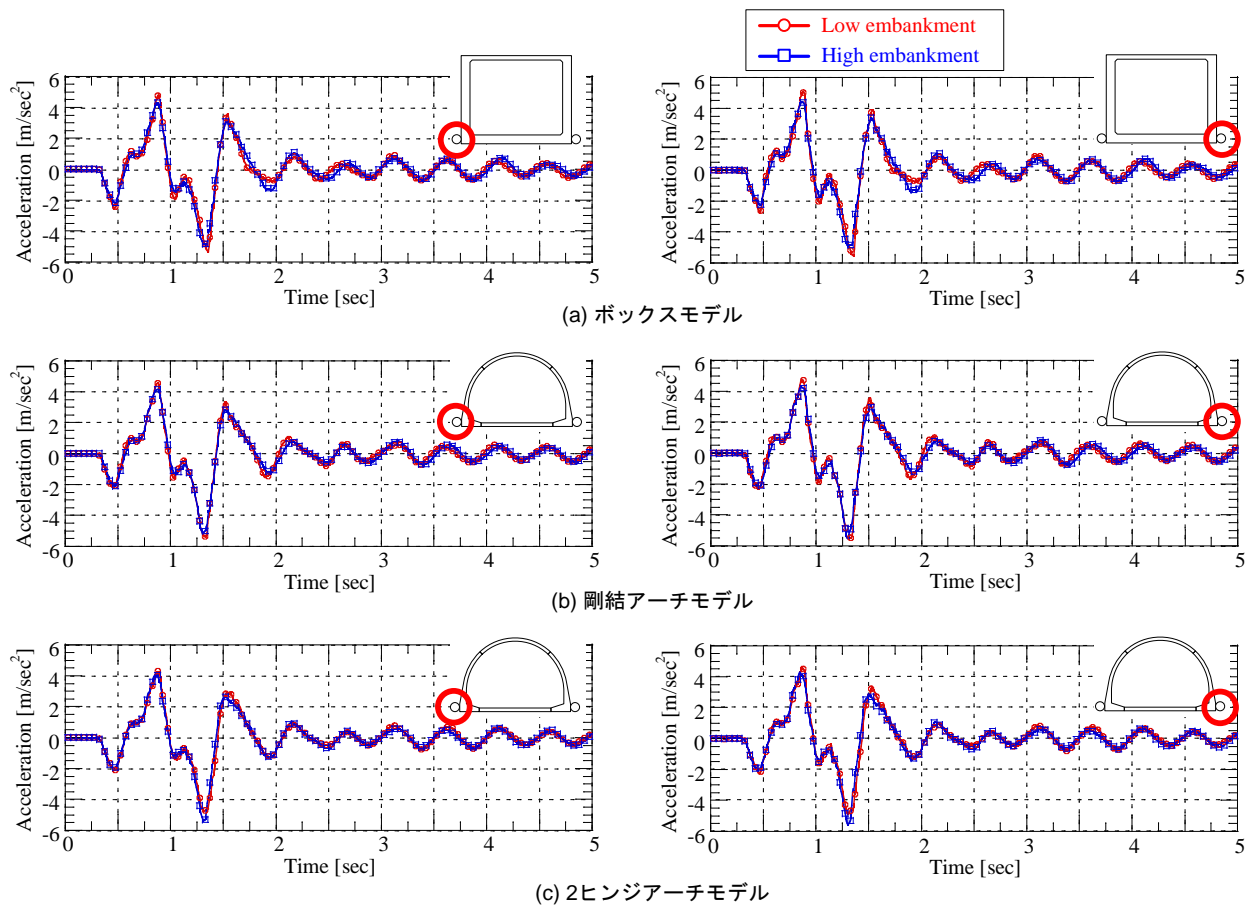 Low embankment
High embankment
Acceleration [m/sec²]
6
4
2
0
-2
-4
-6
0 1 2 3 4 5
Time [sec]
Acceleration [m/sec²]
6
4
2
0
-2
-4
-6
0 1 2 3 4 5
Time [sec]
(a) ボックスモデル
Acceleration [m/sec²]
6
4
2
0
-2
-4
-6
0 1 2 3 4 5
Time [sec]
Acceleration [m/sec²]
6
4
2
0
-2
-4
-6
0 1 2 3 4 5
Time [sec]
(b) 剛結アーチモデル
Acceleration [m/sec²]
6
4
2
0
-2
-4
-6
0 1 2 3 4 5
Time [sec]
Acceleration [m/sec²]
6
4
2
0
-2
-4
-6
0 1 2 3 4 5
Time [sec]
(c) 2ヒンジアーチモデル